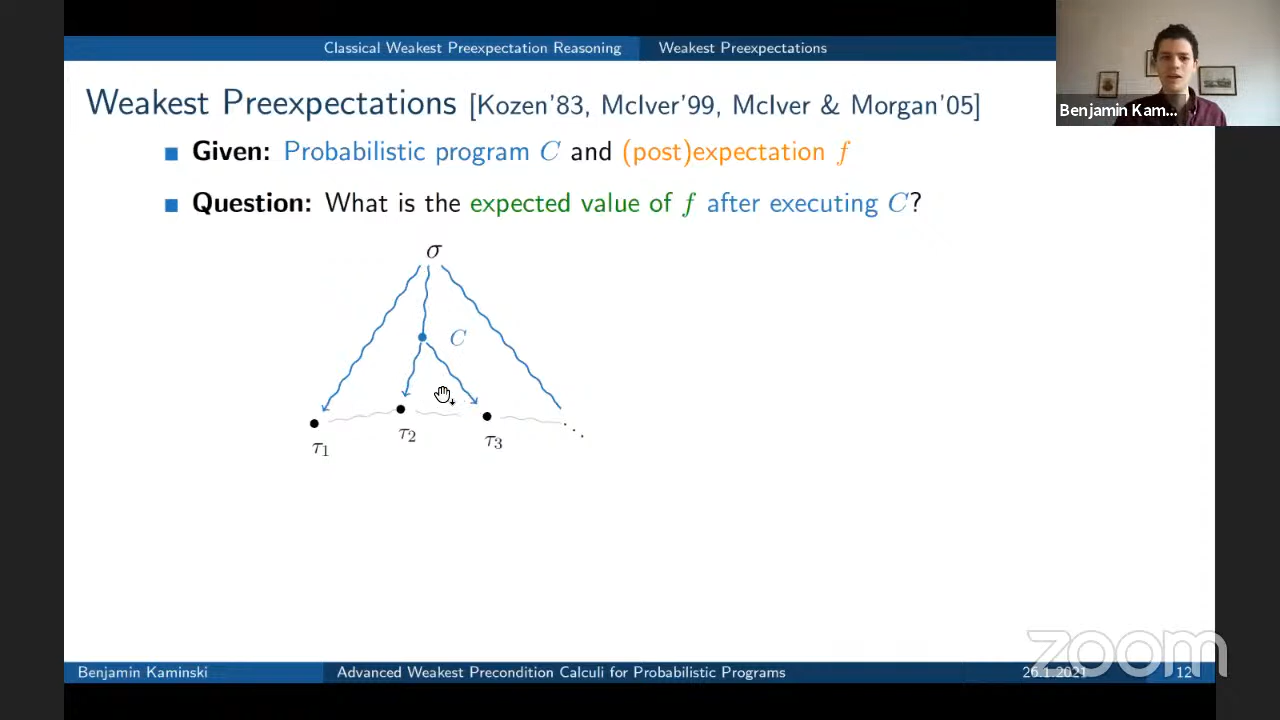 Classical Weakest Preexpectation Reasoning Weakest Preexpectations
Benjamin Kam...
Weakest Preexpectations [Kozen'83, McIver'99, McIver & Morgan'05]
Given: Probabilistic program C and (post)expectation f
Question: What is the expected value of f after executing C?
σ
C
τ1 τ2 τ3 ...
zoom
Benjamin Kaminski Advanced Weakest Precondition Calculi for Probabilistic Programs 26.1.2021 12